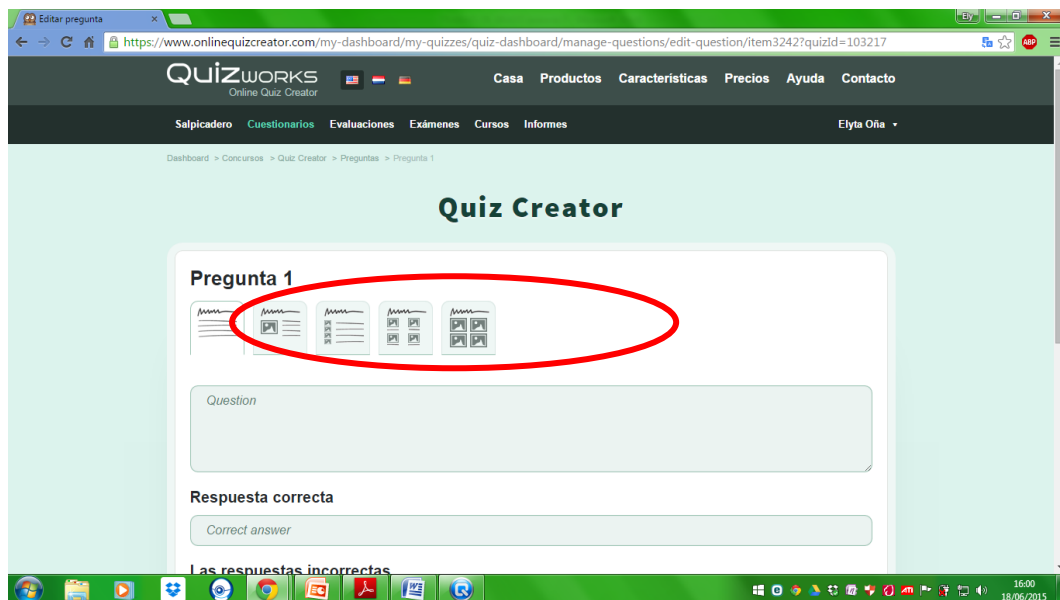 Editar pregunta
Ely
https://www.onlinequizcreator.com/my-dashboard/my-quizzes/quiz-dashboard/manage-questions/edit-question/item3242?quizId=103217
ABP
QUIZWORKS
Online Quiz Creator
Casa Productos Caracteristicas Precios Ayuda Contacto
Salpicadero Cuestionarios Evaluaciones Exámenes Cursos Informes Elyta Oña
Dashboard > Concursos > Quiz Creator > Preguntas > Pregunta 1
Quiz Creator
Pregunta 1
Question
Respuesta correcta
Correct answer
Las respuestas incorrectas
16:00
18/06/2015